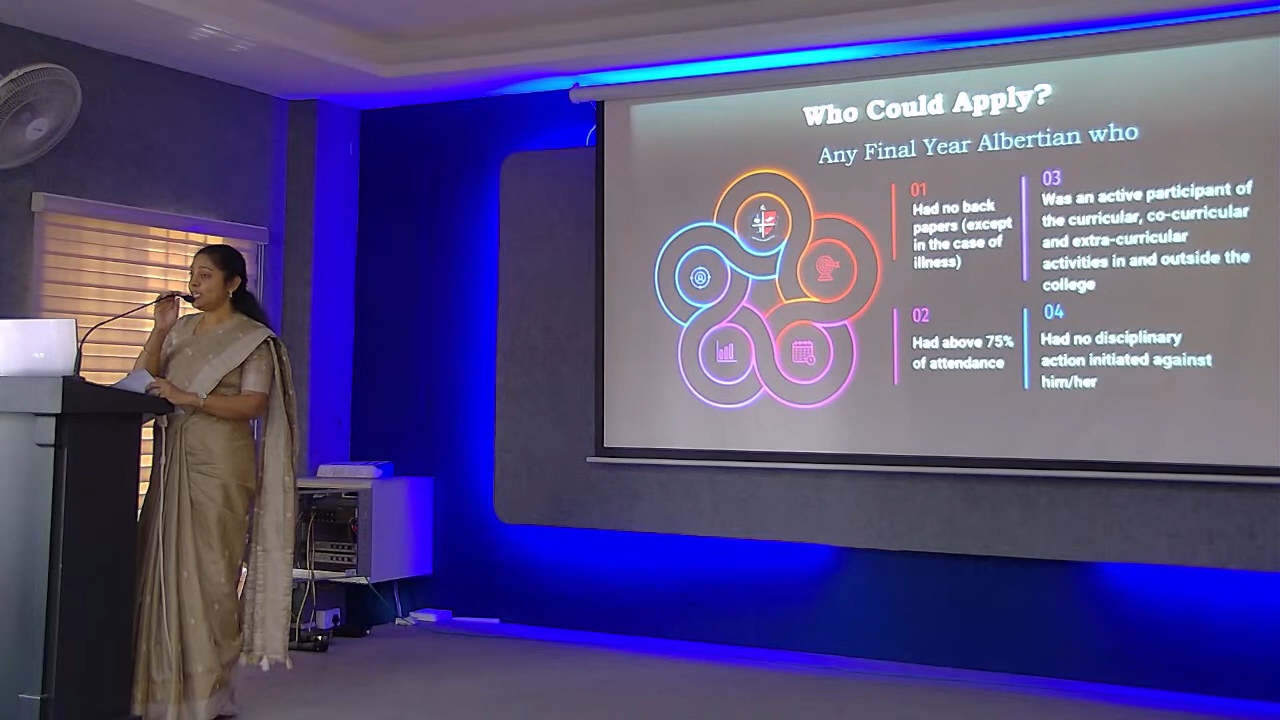 Who Could Apply?
Any Final Year Albertian who
01
Had no back
papers (except
in the case of
illness)
02
Had above 75%
of attendance
03
Was an active participant of
the curricular, co-curricular
and extra-curricular
activities in and outside the
college
04
Had no disciplinary
action initiated against
him/her